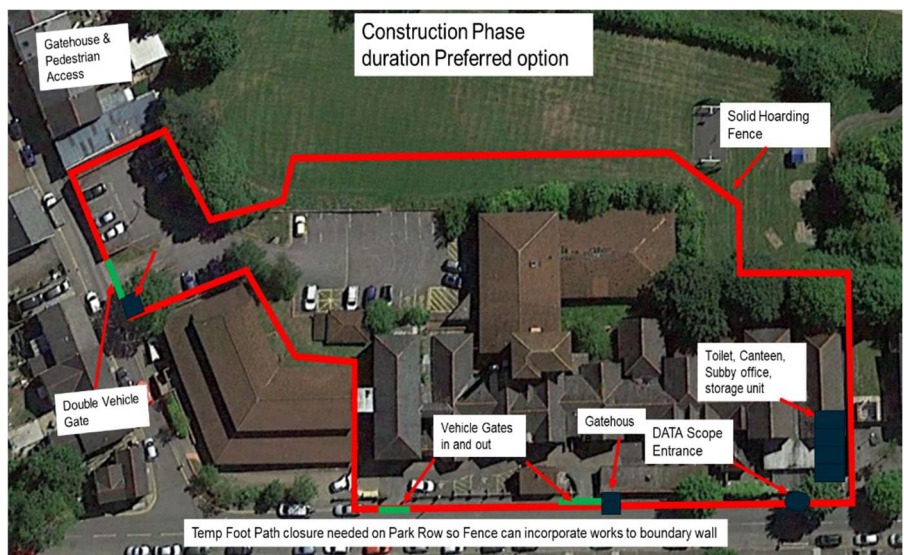 Construction Phase
duration Preferred option
Gatehouse &
Pedestrian
Access
Solid Hoarding
Fence
Double Vehicle
Gate
Vehicle Gates
in and out
Gatehous
DATA Scope
Entrance
Toilet, Canteen,
Subby office,
storage unit
Temp Foot Path closure needed on Park Row so Fence can incorporate works to boundary wall